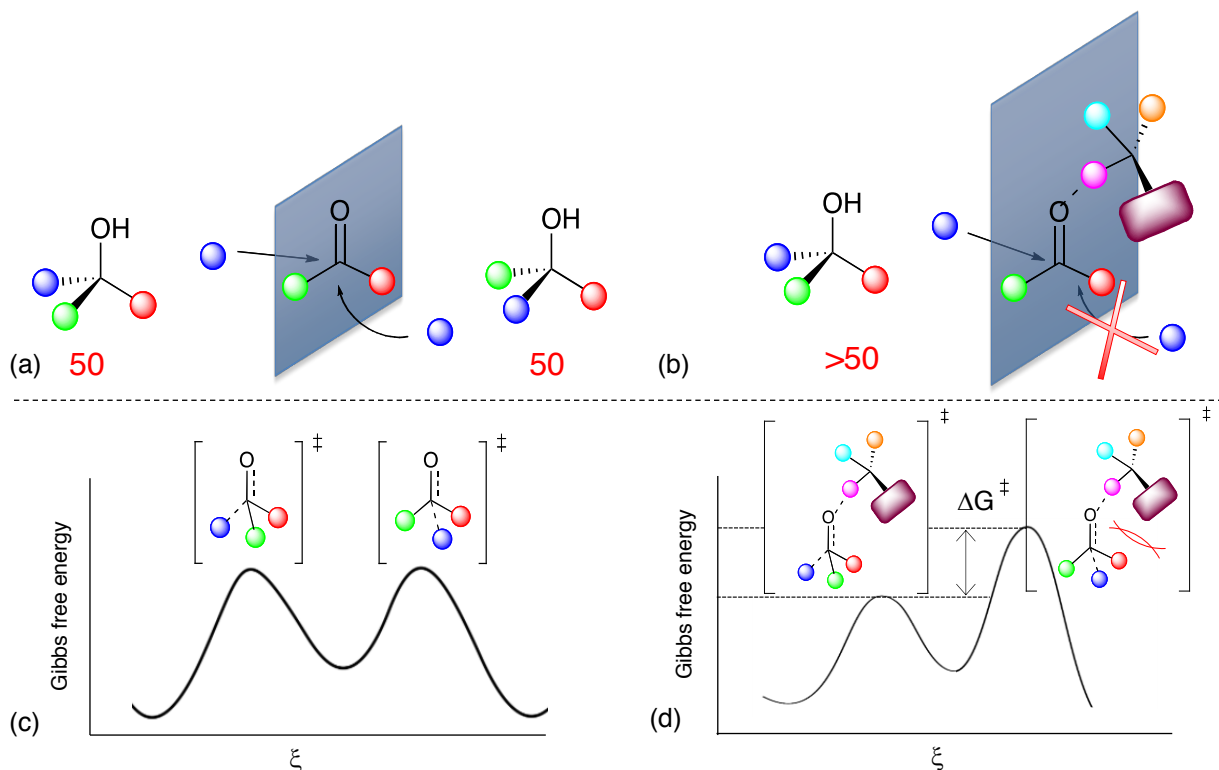 OH
O
OH
(a)
50
50
OH
O
(b)
>50
‡
‡
O
O
Gibbs free energy
(c)
ξ
‡
‡
ΔG‡
O
O
Gibbs free energy
(d)
ξ